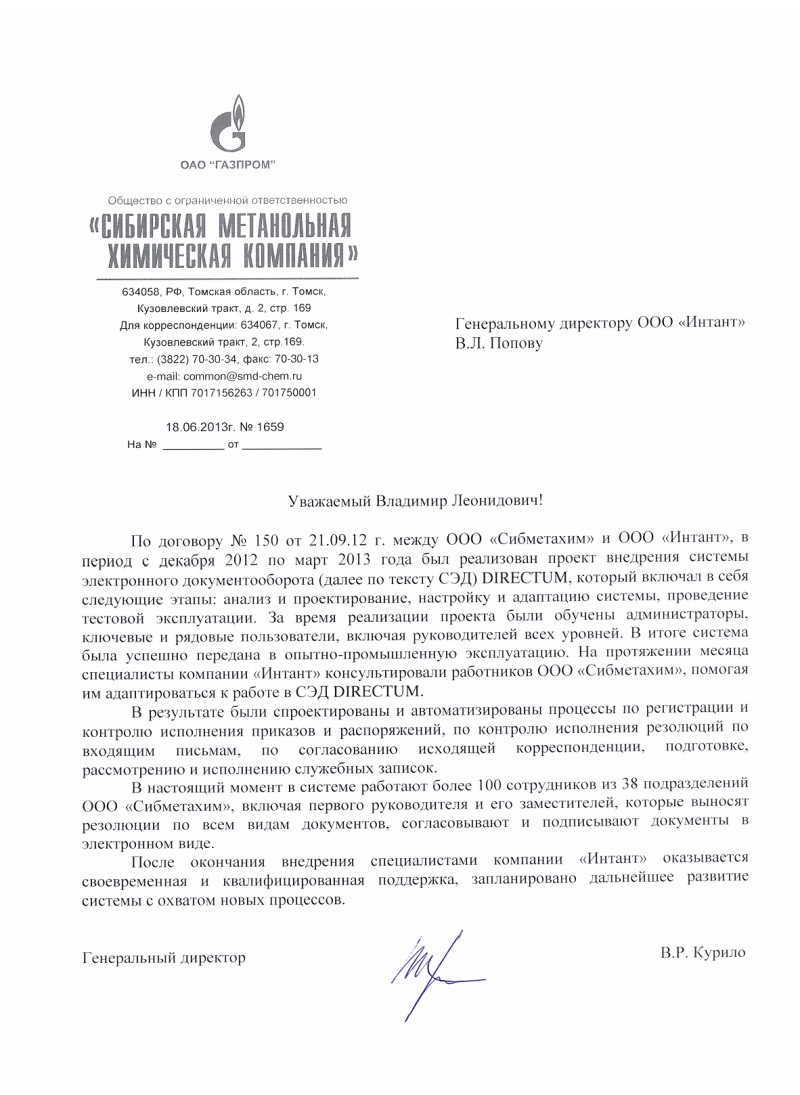 ОАО "ГАЗПРОМ"
Общество с ограниченной ответственностью
«СИБИРСКАЯ МЕТАНОЛЬНАЯ
ХИМИЧЕСКАЯ КОМПАНИЯ»
634058, РФ, Томская область, г. Томск,
Кузовлевский тракт, д. 2, стр. 169
Для корреспонденции: 634067, г. Томск,
Кузовлевский тракт, 2, стр.169.
тел.: (3822) 70-30-34, факс: 70-30-13
e-mail: common@smd-chem.ru
ИНН / КПП 7017156263 / 701750001
18.06.2013г. № 1659
На № __________ от ____________
Генеральному директору ООО «Интант»
В.Л. Попову
Уважаемый Владимир Леонидович!
По договору № 150 от 21.09.12 г. между ООО «Сибметахим» и ООО «Интант», в
период с декабря 2012 по март 2013 года был реализован проект внедрения системы
электронного документооборота (далее по тексту СЭД) DIRECTUM, который включал в себя
следующие этапы: анализ и проектирование, настройку и адаптацию системы, проведение
тестовой эксплуатации. За время реализации проекта были обучены администраторы,
ключевые и рядовые пользователи, включая руководителей всех уровней. В итоге система
была успешно передана в опытно-промышленную эксплуатацию. На протяжении месяца
специалисты компании «Интант» консультировали работников ООО «Сибметахим», помогая
им адаптироваться к работе в СЭД DIRECTUM.
В результате были спроектированы и автоматизированы процессы по регистрации и
контролю исполнения приказов и распоряжений, по контролю исполнения резолюций по
входящим письмам, по согласованию исходящей корреспонденции, подготовке,
рассмотрению и исполнению служебных записок.
В настоящий момент в системе работают более 100 сотрудников из 38 подразделений
ООО «Сибметахим», включая первого руководителя и его заместителей, которые выносят
резолюции по всем видам документов, согласовывают и подписывают документы в
электронном виде.
После окончания внедрения специалистами компании «Интант» оказывается
своевременная и квалифицированная поддержка, запланировано дальнейшее развитие
системы с охватом новых процессов.
Генеральный директор
В.Р. Курило